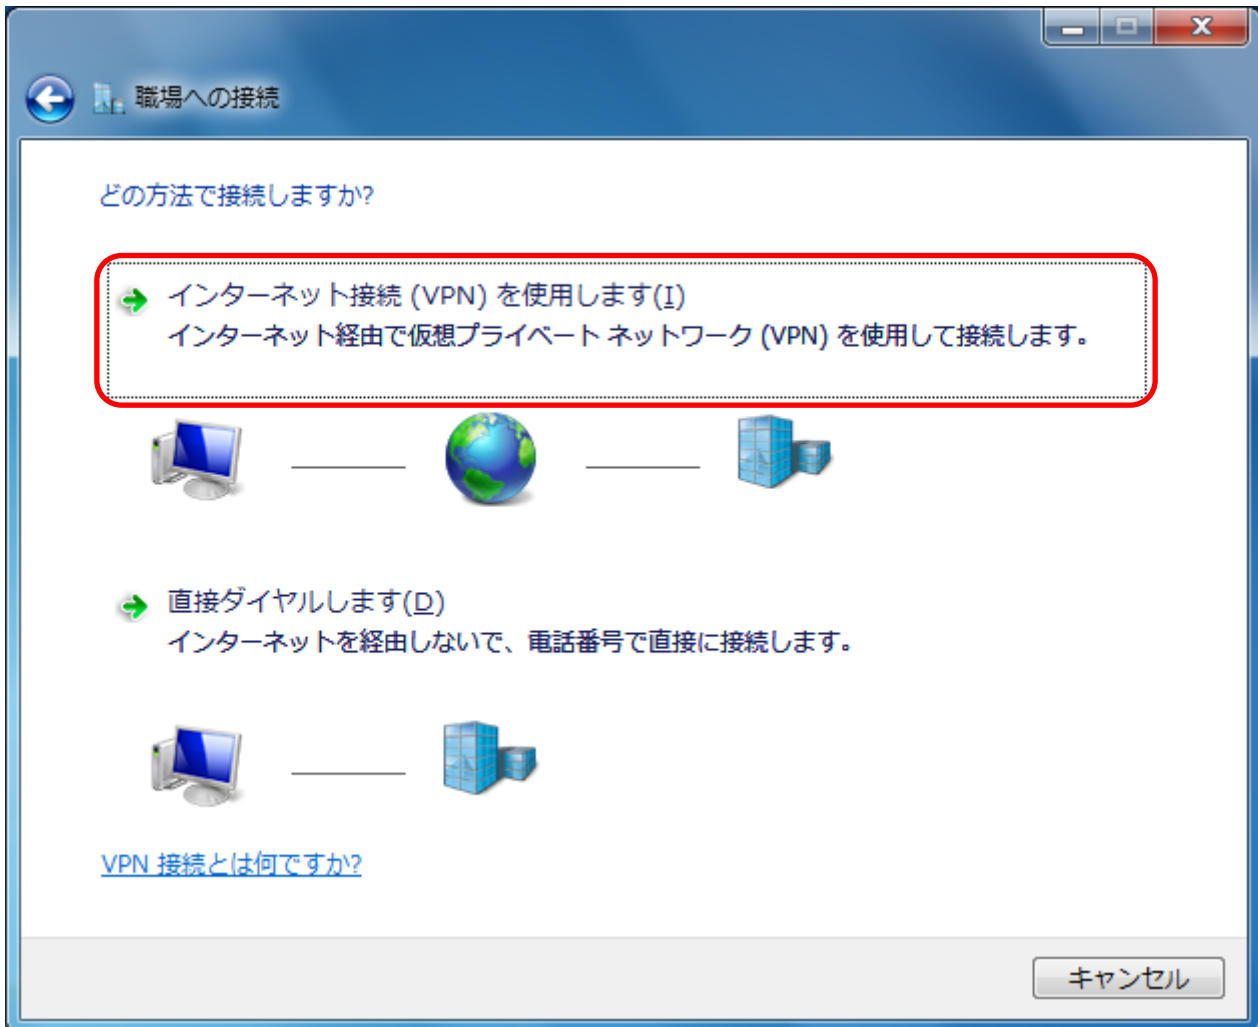 職場への接続
どの方法で接続しますか?
インターネット接続 (VPN) を使用します(I)
インターネット経由で仮想プライベート ネットワーク (VPN) を使用して接続します。
直接ダイヤルします(D)
インターネットを経由しないで、電話番号で直接に接続します。
VPN 接続とは何ですか?
キャンセル